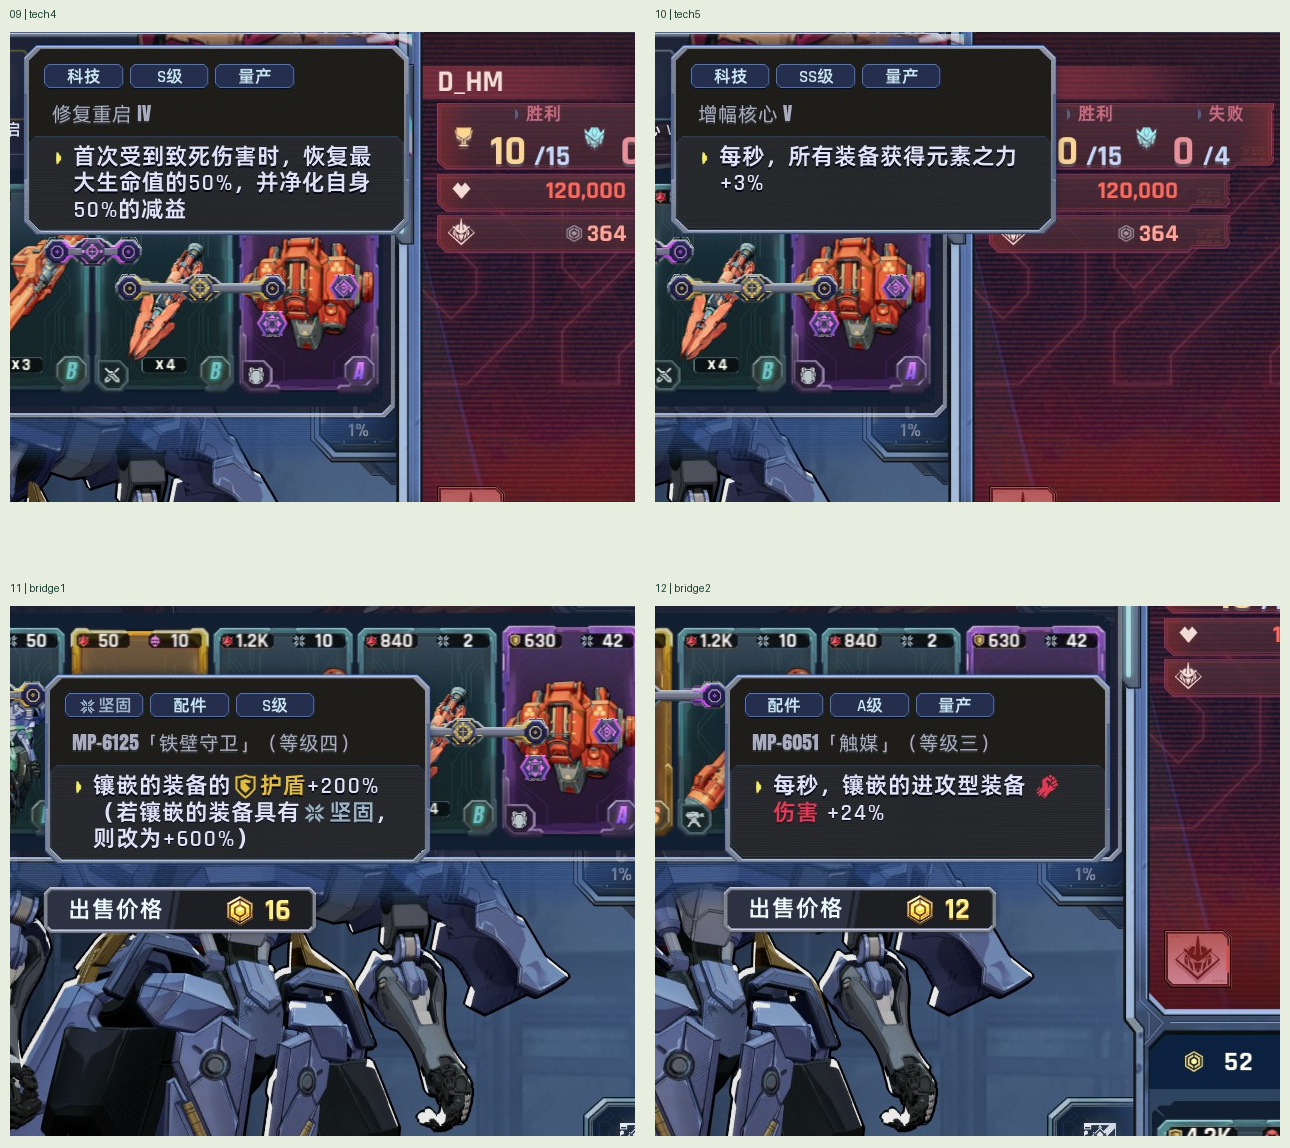 09 | tech4
科技 S级 量产
修复重启 IV
首次受到致死伤害时，恢复最
大生命值的50%，并净化自身
50%的减益
D_HM
胜利
10 /15 0
120,000
364
x3 B x4 B A
1%
10 | tech5
科技 SS级 量产
增幅核心 V
每秒，所有装备获得元素之力
+3%
胜利 失败
0 /15 0 /4
120,000
364
x4 B A
1%
11 | bridge1
50 50 10 1.2K 10 840 2 630 42
坚固 配件 S级
MP-6125「铁壁守卫」（等级四）
镶嵌的装备的 护盾+200%
（若镶嵌的装备具有 坚固，
则改为+600%）
4 B A
1%
出售价格 16
12 | bridge2
1.2K 10 840 2 630 42
配件 A级 量产
MP-6051「触媒」（等级三）
每秒，镶嵌的进攻型装备
伤害 +24%
1%
出售价格 12
52